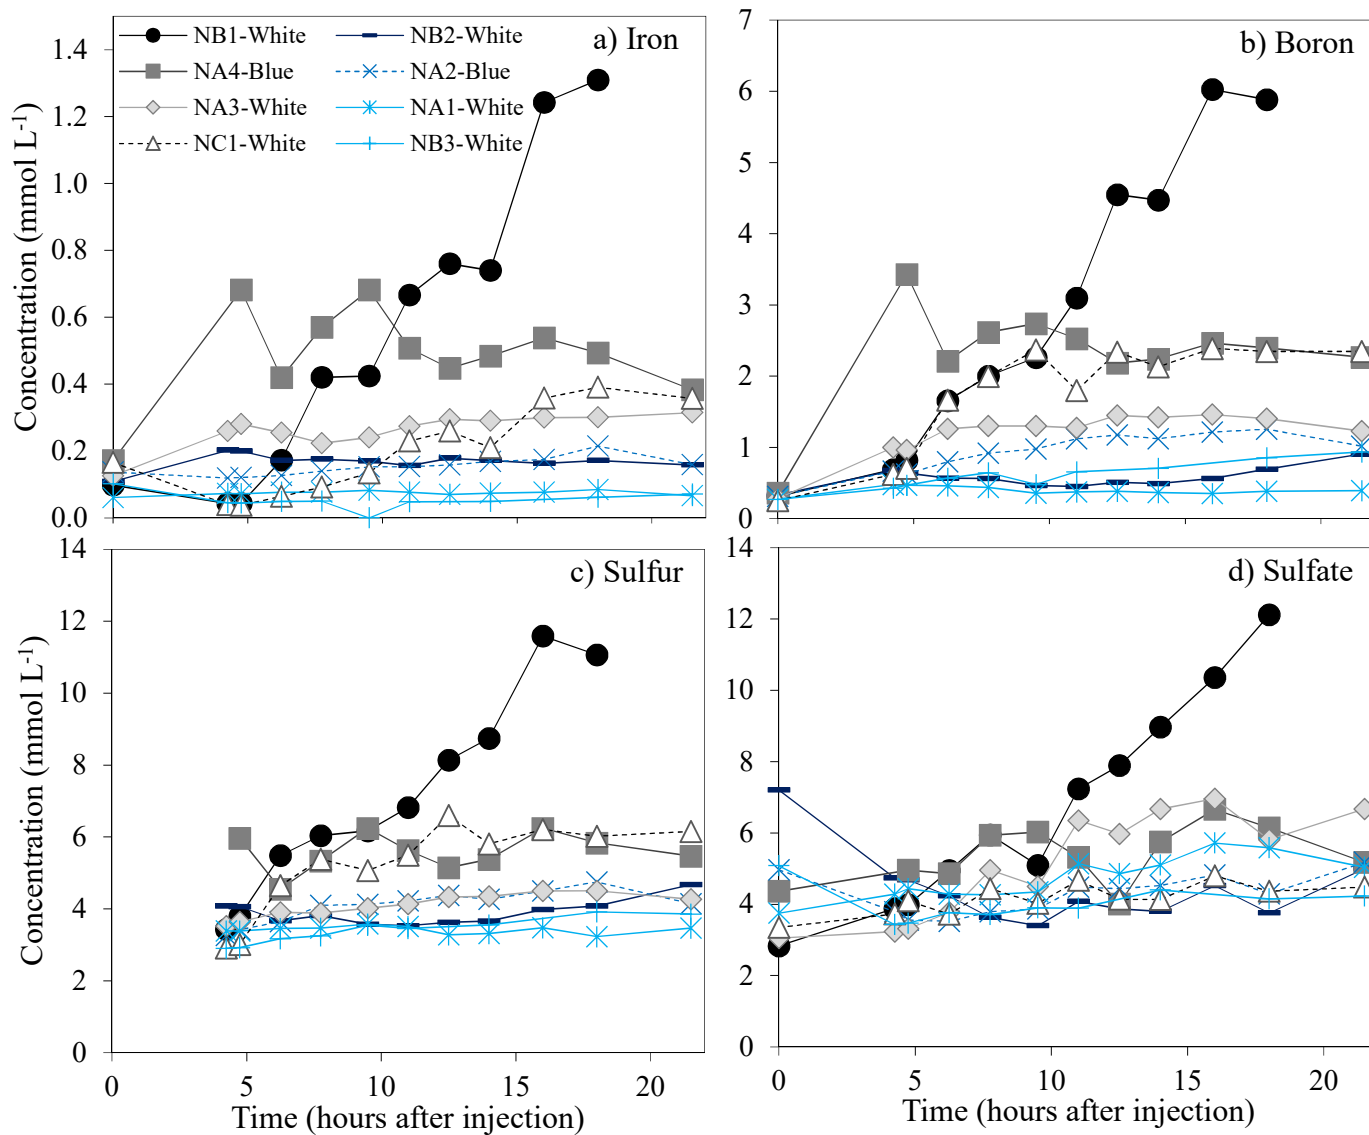 a) Iron
NB1-White NB2-White
NA4-Blue NA2-Blue
NA3-White NA1-White
NC1-White NB3-White
1.4
1.2
1.0
0.8
0.6
0.4
0.2
0.0
Concentration (mmol L⁻¹)
b) Boron
7
6
5
4
3
2
1
0
c) Sulfur
14
12
10
8
6
4
2
0
Concentration (mmol L⁻¹)
0 5 10 15 20
Time (hours after injection)
d) Sulfate
14
12
10
8
6
4
2
0
0 5 10 15 20
Time (hours after injection)